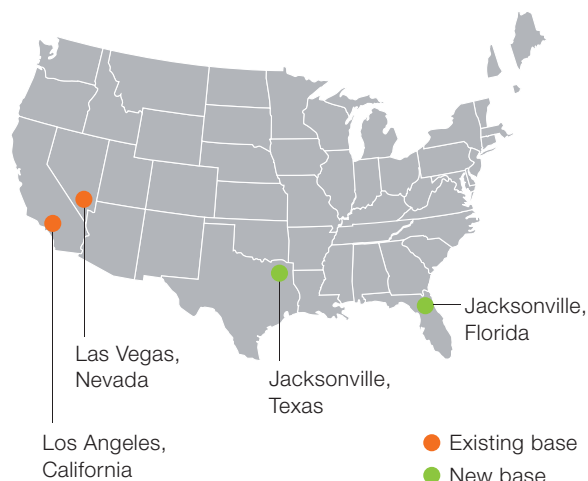 Jacksonville,
Florida
Las Vegas,
Nevada
Jacksonville,
Texas
Los Angeles,
California
Existing base
New base